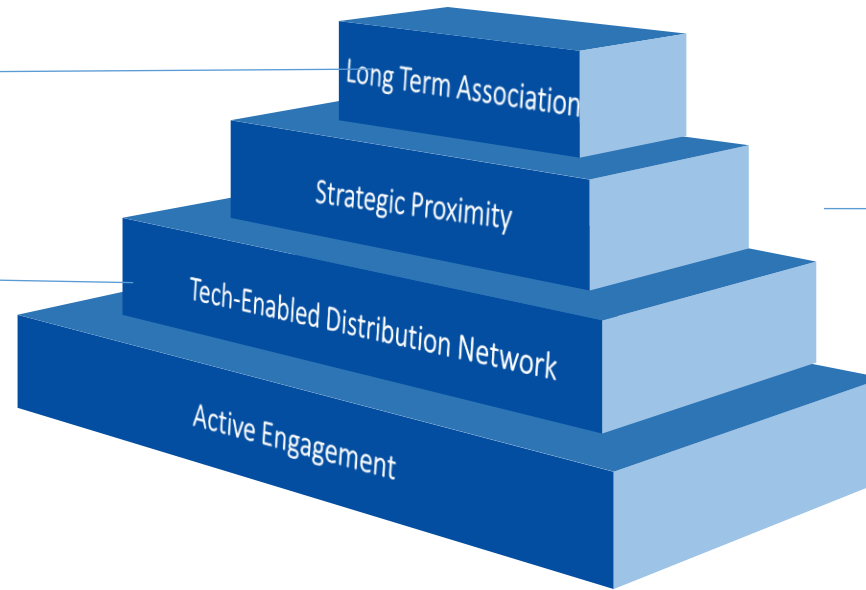 Long Term Association
Strategic Proximity
Tech-Enabled Distribution Network
Active Engagement